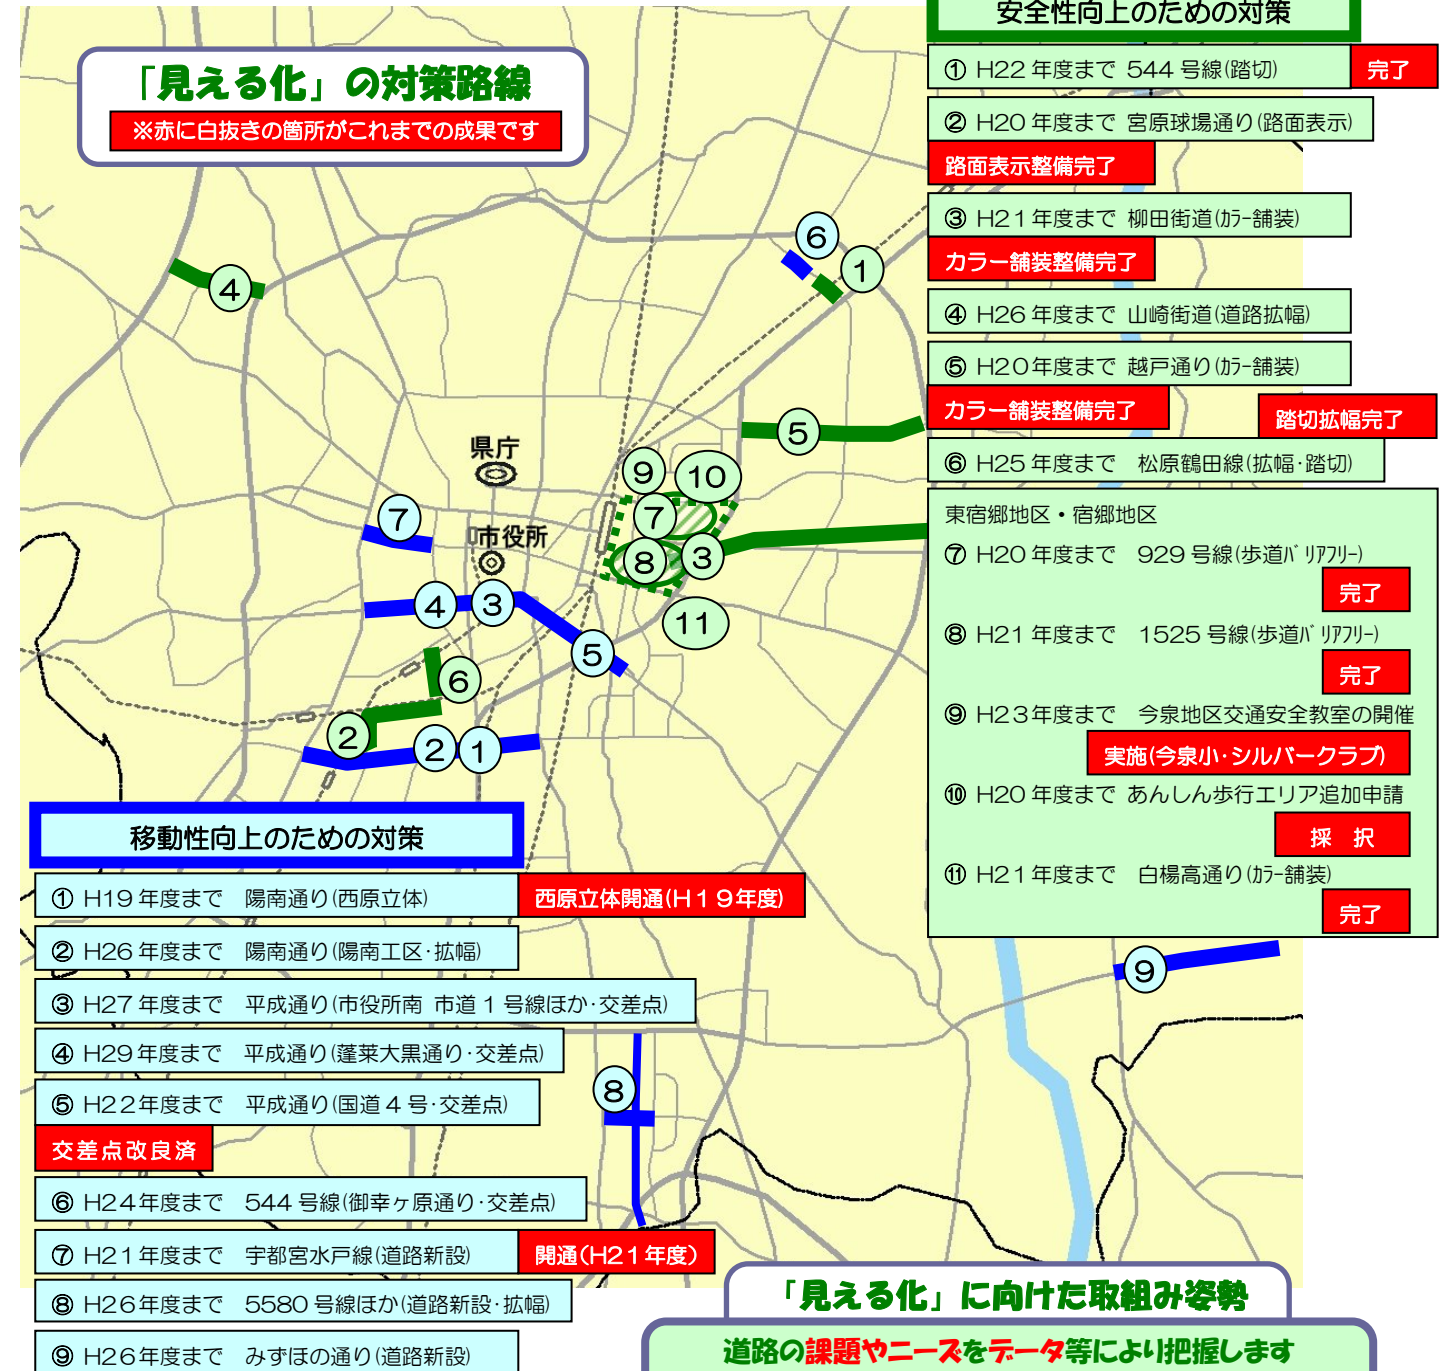 「見える化」の対策路線
※赤に白抜きの箇所がこれまでの成果です
安全性向上のための対策
① H22年度まで 544号線(踏切) 完了
② H20年度まで 宮原球場通り(路面表示)
路面表示整備完了
③ H21年度まで 柳田街道(カラー舗装)
カラー舗装整備完了
④ H26年度まで 山崎街道(道路拡幅)
⑤ H20年度まで 越戸通り(カラー舗装)
カラー舗装整備完了 踏切拡幅完了
⑥ H25年度まで 松原鶴田線(拡幅・踏切)
東宿郷地区・宿郷地区
⑦ H20年度まで 929号線(歩道バリアフリー)
完了
⑧ H21年度まで 1525号線(歩道バリアフリー)
完了
⑨ H23年度まで 今泉地区交通安全教室の開催
実施(今泉小・シルバークラブ)
⑩ H20年度まで あんしん歩行エリア追加申請
採 択
⑪ H21年度まで 白楊高通り(カラー舗装)
完了
6
1
4
5
県庁
9
10
7
7
市役所
8
3
4
3
11
5
6
2
2
1
9
8
移動性向上のための対策
① H19年度まで 陽南通り(西原立体) 西原立体開通(H19年度)
② H26年度まで 陽南通り(陽南工区・拡幅)
③ H27年度まで 平成通り(市役所南 市道1号線ほか・交差点)
④ H29年度まで 平成通り(蓬莱大黒通り・交差点)
⑤ H22年度まで 平成通り(国道4号・交差点)
交差点改良済
⑥ H24年度まで 544号線(御幸ヶ原通り・交差点)
⑦ H21年度まで 宇都宮水戸線(道路新設) 開通(H21年度)
⑧ H26年度まで 5580号線ほか(道路新設・拡幅)
⑨ H26年度まで みずほの通り(道路新設)
「見える化」に向けた取組み姿勢
道路の課題やニーズをデータ等により把握します